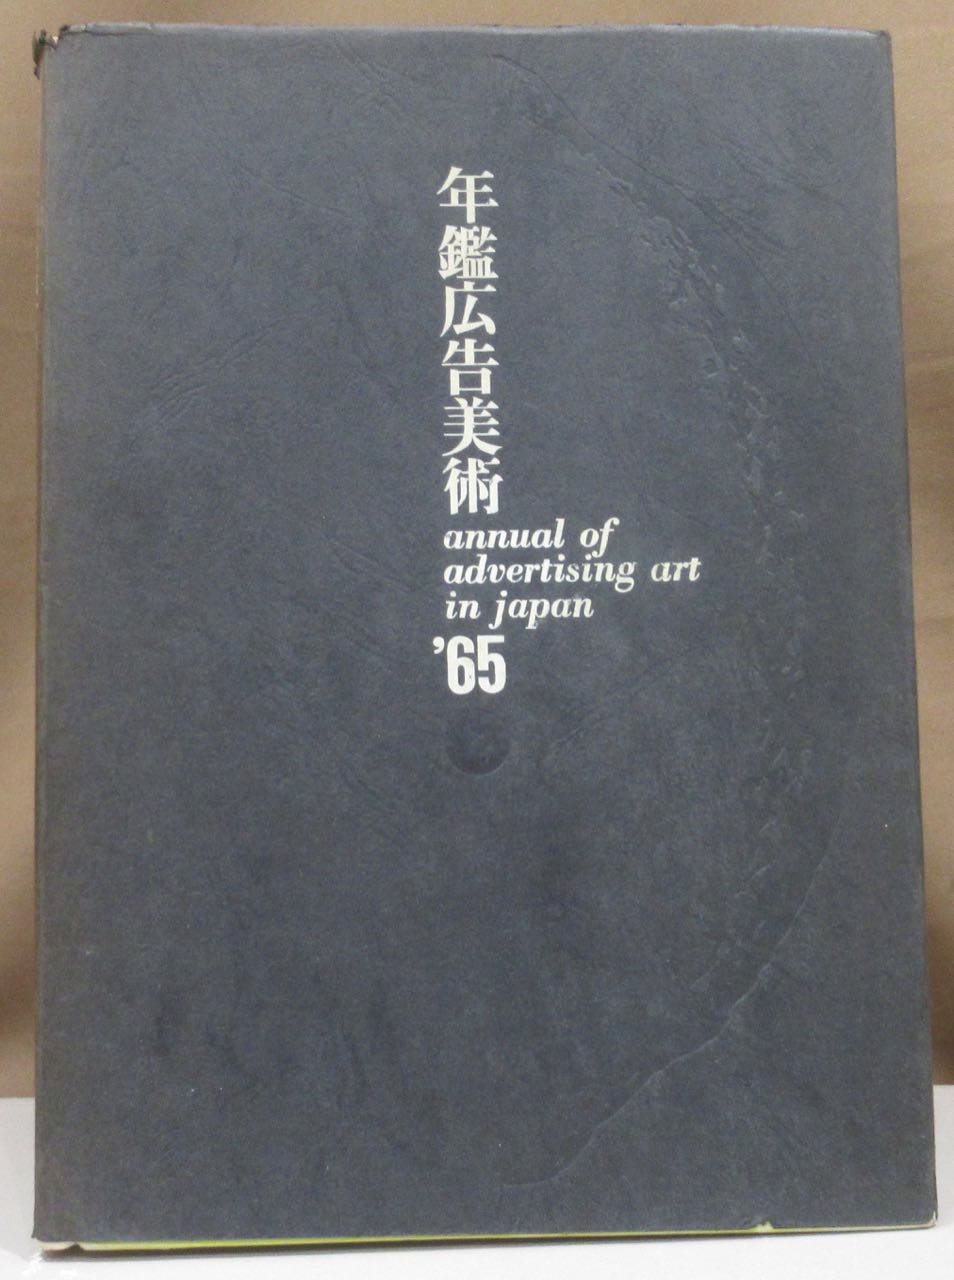 年鑑広告美術
annual of
advertising art
in japan
’65